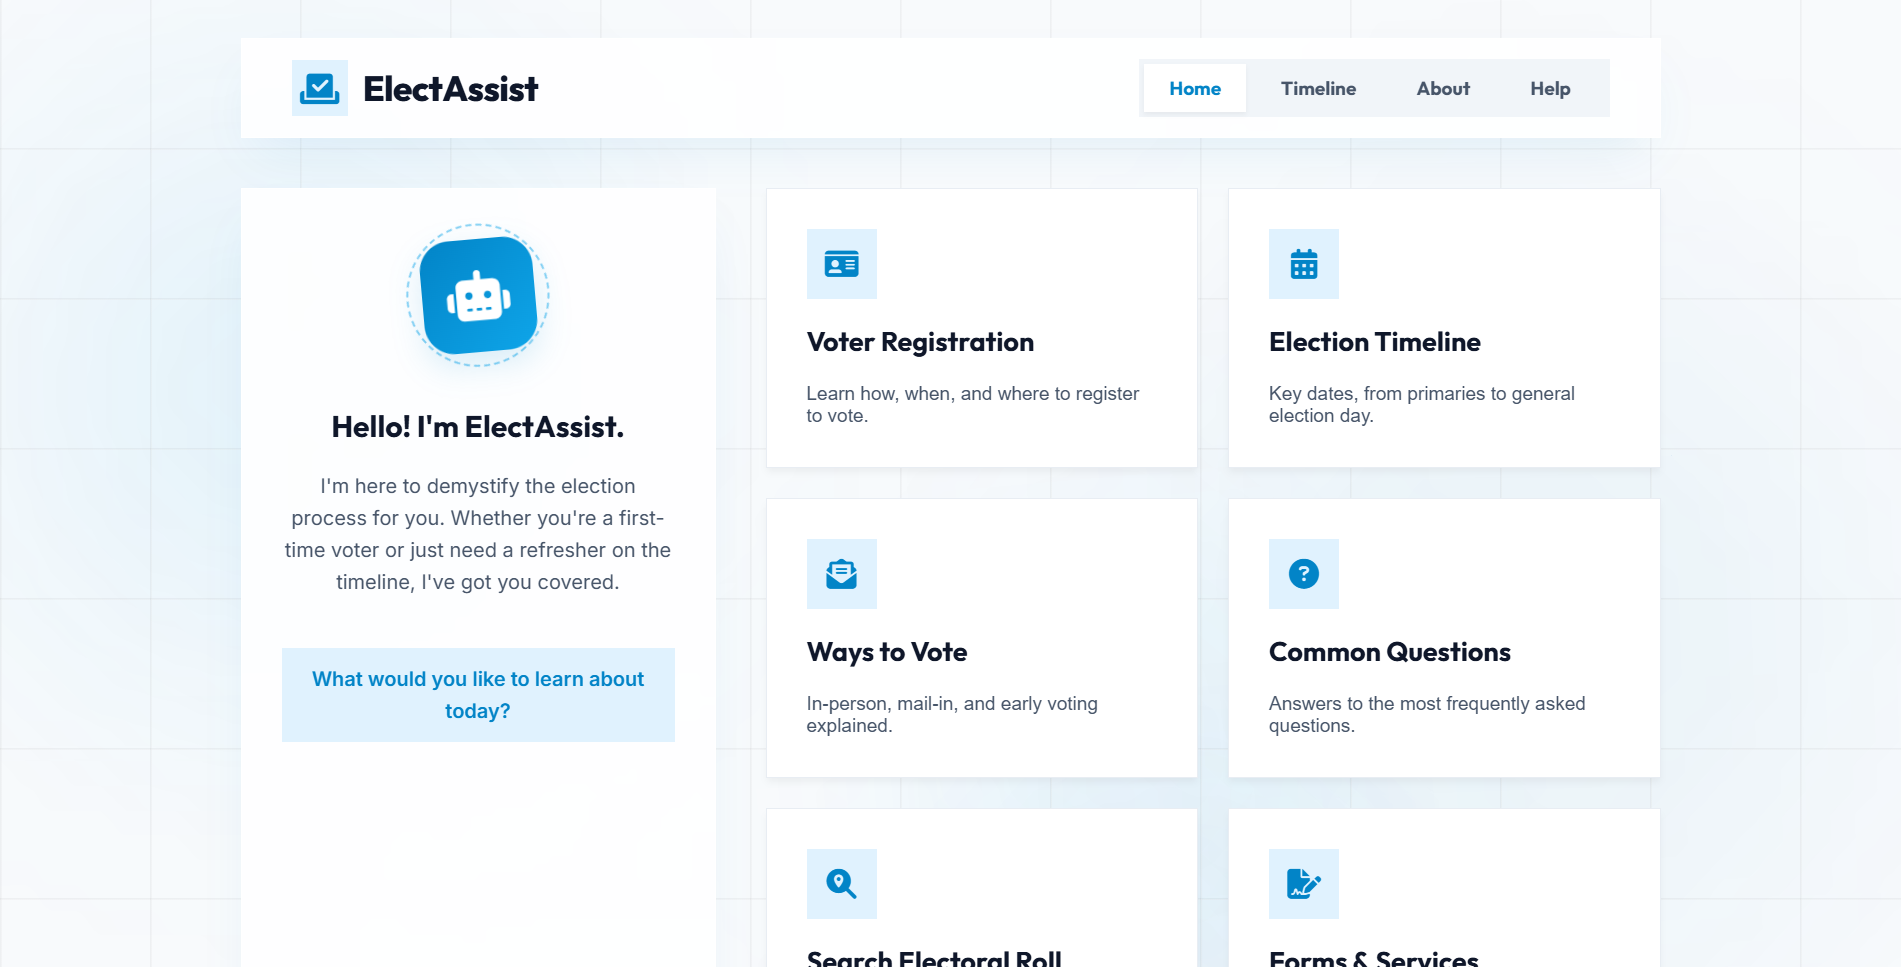 ElectAssist
Home
Timeline
About
Help
Hello! I'm ElectAssist.
I'm here to demystify the election
process for you. Whether you're a first-
time voter or just need a refresher on the
timeline, I've got you covered.
What would you like to learn about
today?
Voter Registration
Learn how, when, and where to register
to vote.
Election Timeline
Key dates, from primaries to general
election day.
Ways to Vote
In-person, mail-in, and early voting
explained.
Common Questions
Answers to the most frequently asked
questions.
Search Electoral Roll
Forms & Services